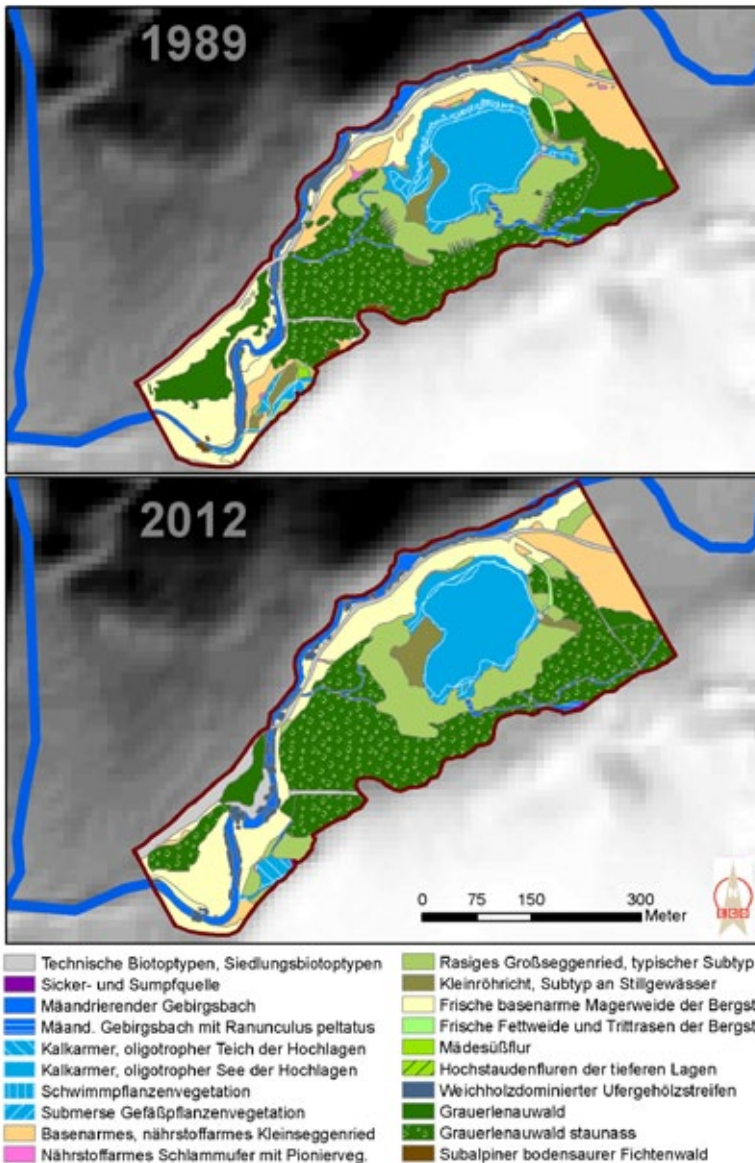 1989
2012
0 75 150 300
Meter
N
Technische Biotoptypen, Siedlungsbiotoptypen
Sicker- und Sumpfquelle
Mäandrierender Gebirgsbach
Mäand. Gebirgsbach mit Ranunculus peltatus
Kalkarmer, oligotropher Teich der Hochlagen
Kalkarmer, oligotropher See der Hochlagen
Schwimmpflanzenvegetation
Submerse Gefäßpflanzenvegetation
Basenarmes, nährstoffarmes Kleinseggenried
Nährstoffarmes Schlammufer mit Pionierveg.
Rasiges Großseggenried, typischer Subtyp
Kleinröhricht, Subtyp an Stillgewässer
Frische basenarme Magerweide der Bergst
Frische Fettweide und Trittrasen der Bergst
Mädesüßflur
Hochstaudenfluren der tieferen Lagen
Weichholzdominierter Ufergehölzstreifen
Grauerlenauwald
Grauerlenauwald staunass
Subalpiner bodensaurer Fichtenwald